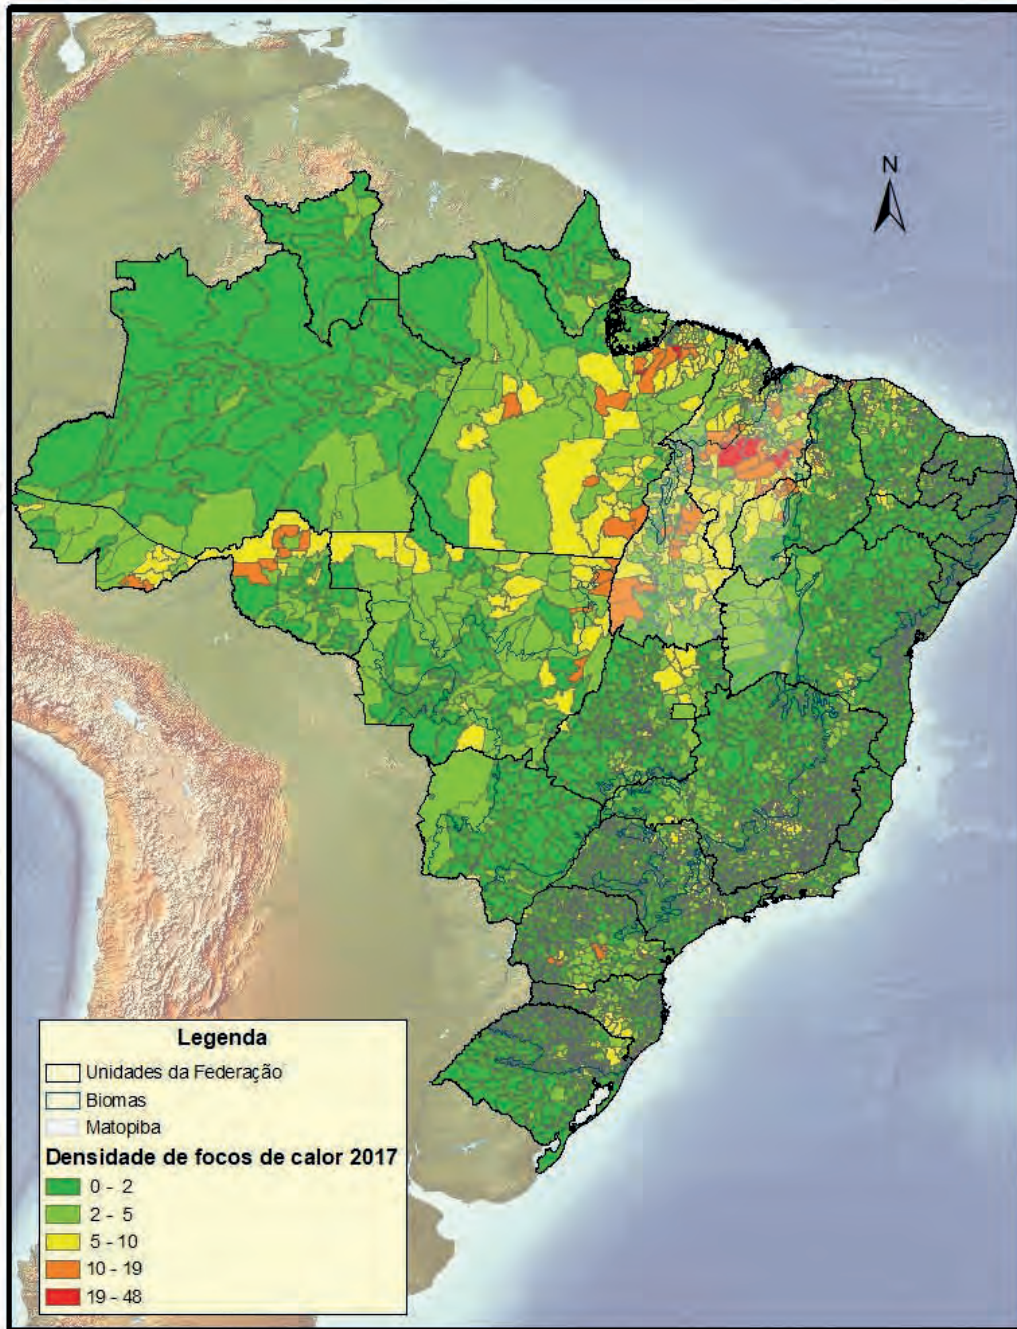 N
Legenda
Unidades da Federação
Biomas
Matopiba
Densidade de focos de calor 2017
0 - 2
2 - 5
5 - 10
10 - 19
19 - 48